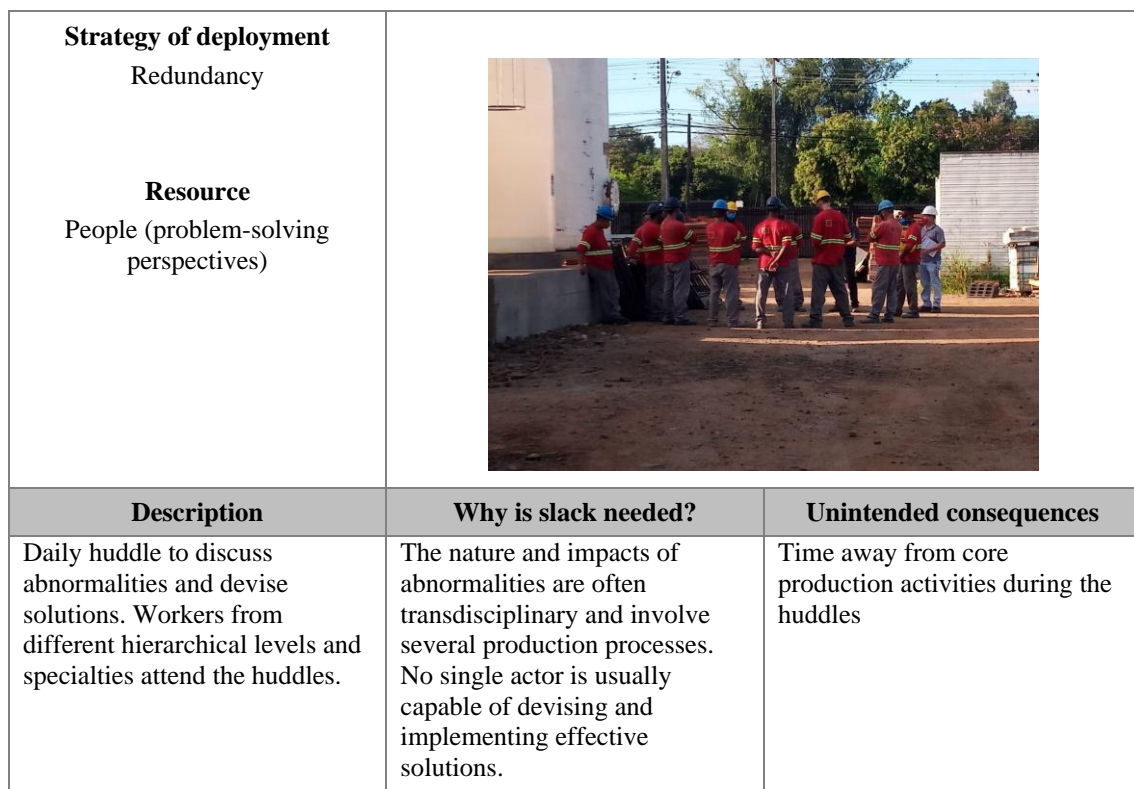 Strategy of deployment
Redundancy
Resource
People (problem-solving
perspectives)
Description
Why is slack needed?
Unintended consequences
Daily huddle to discuss
abnormalities and devise
solutions. Workers from
different hierarchical levels and
specialties attend the huddles.
The nature and impacts of
abnormalities are often
transdisciplinary and involve
several production processes.
No single actor is usually
capable of devising and
implementing effective
solutions.
Time away from core
production activities during the
huddles